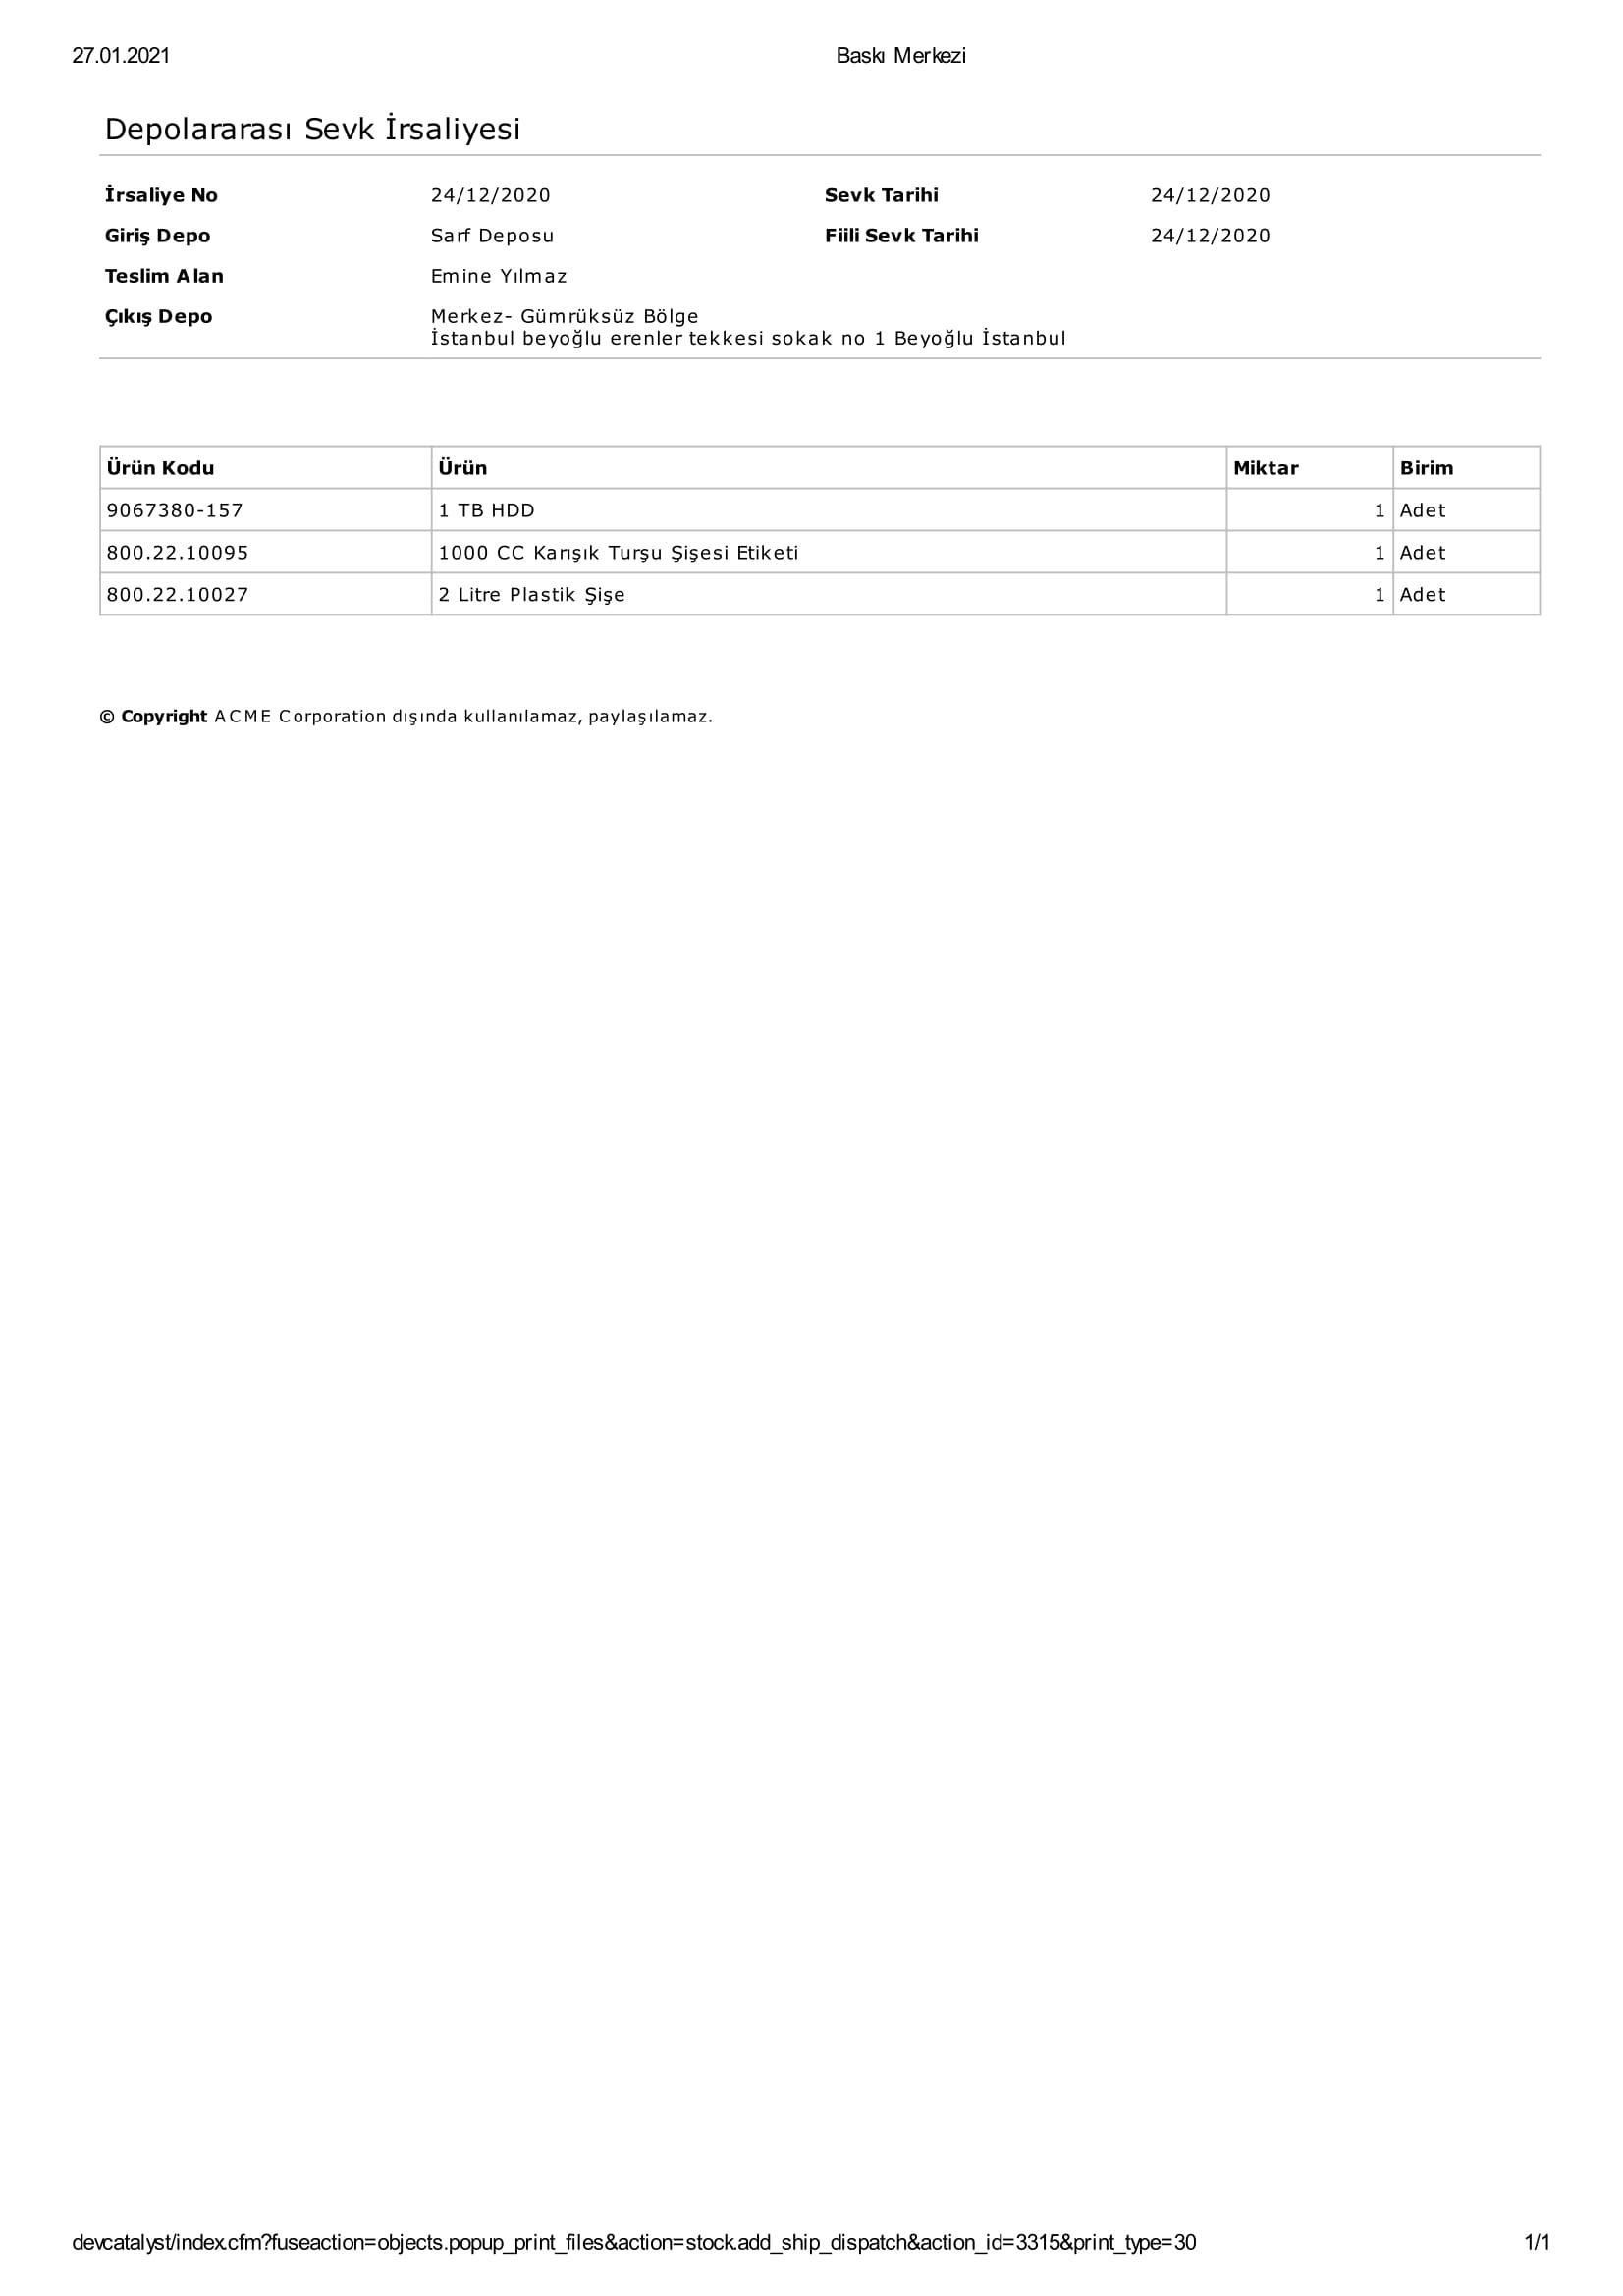 27.01.2021 Baskı Merkezi
Depolararası Sevk İrsaliyesi
İrsaliye No 24/12/2020 Sevk Tarihi 24/12/2020
Giriş Depo Sarf Deposu Fiili Sevk Tarihi 24/12/2020
Teslim Alan Emine Yılmaz
Çıkış Depo Merkez- Gümrüksüz Bölge
İstanbul beyoğlu erenler tekkesi sokak no 1 Beyoğlu İstanbul
Ürün Kodu Ürün Miktar Birim
9067380-157 1 TB HDD 1 Adet
800.22.10095 1000 CC Karışık Turşu Şişesi Etiketi 1 Adet
800.22.10027 2 Litre Plastik Şişe 1 Adet
© Copyright ACME Corporation dışında kullanılamaz, paylaşılamaz.
devcatalyst/index.cfm?fuseaction=objects.popup_print_files&action=stock.add_ship_dispatch&action_id=3315&print_type=30 1/1